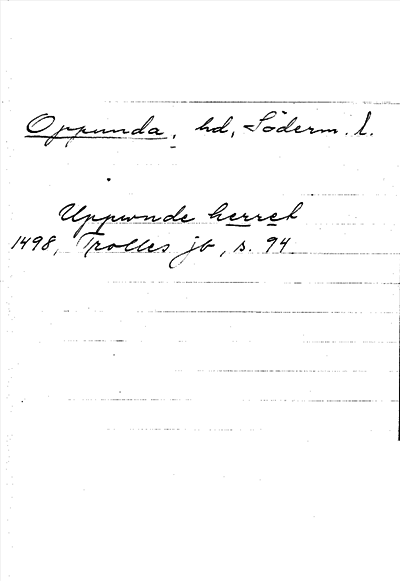 Oppunda, hd, Söderm. l.
Uppwnde herret
1498, Trolles jb, s. 94